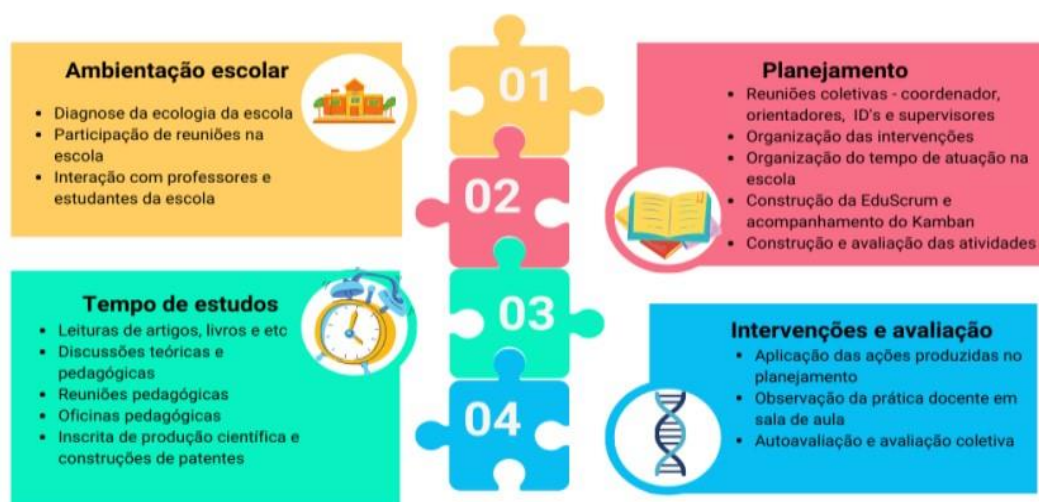 01
Ambientação escolar
• Diagnose da ecologia da escola
• Participação de reuniões na
escola
• Interação com professores e
estudantes da escola
02
Planejamento
• Reuniões coletivas - coordenador,
orientadores, ID's e supervisores
• Organização das intervenções
• Organização do tempo de atuação na
escola
• Construção da EduScrum e
acompanhamento do Kamban
• Construção e avaliação das atividades
03
Tempo de estudos
• Leituras de artigos, livros e etc
• Discussões teóricas e
pedagógicas
• Reuniões pedagógicas
• Oficinas pedagógicas
• Inscrita de produção científica e
construções de patentes
04
Intervenções e avaliação
• Aplicação das ações produzidas no
planejamento
• Observação da prática docente em
sala de aula
• Autoavaliação e avaliação coletiva